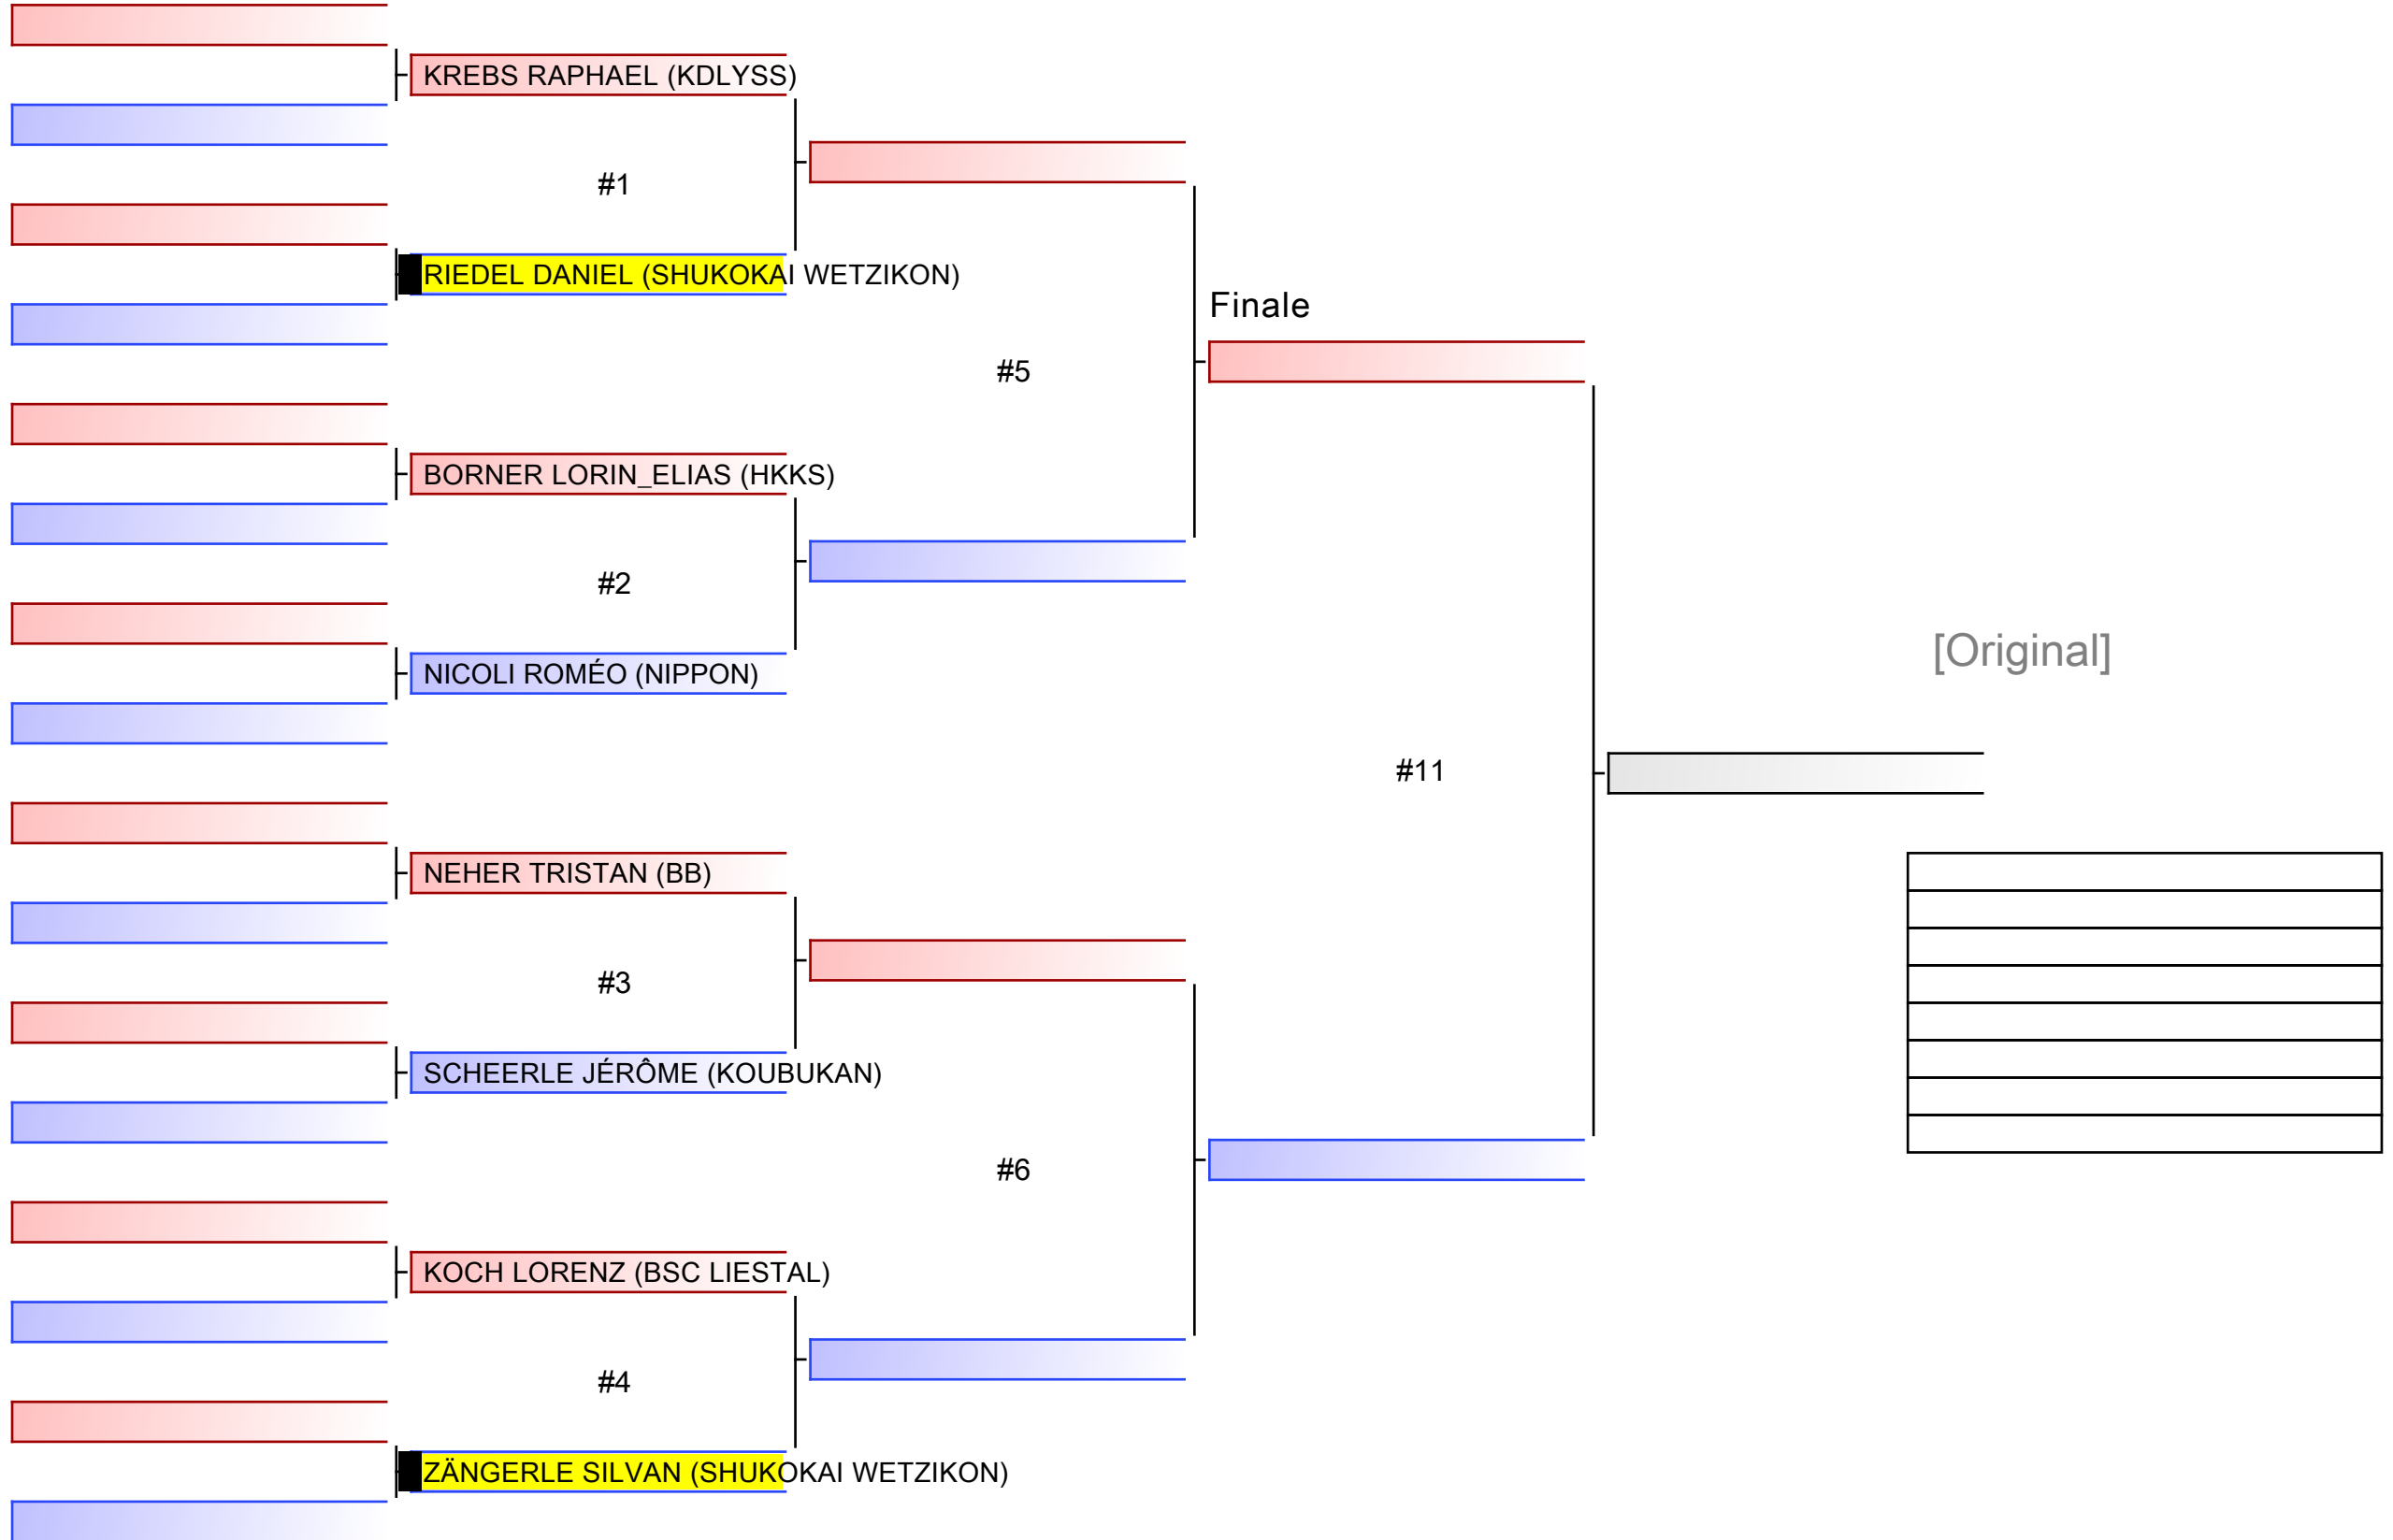 KREBS RAPHAEL (KDLYSS)
#1
RIEDEL DANIEL (SHUKOKAI WETZIKON)
Finale
#5
BORNER LORIN_ELIAS (HKKS)
#2
NICOLI ROMÉO (NIPPON)
[Original]
#11
NEHER TRISTAN (BB)
#3
SCHEERLE JÉRÔME (KOUBUKAN)
#6
KOCH LORENZ (BSC LIESTAL)
#4
ZÄNGERLE SILVAN (SHUKOKAI WETZIKON)